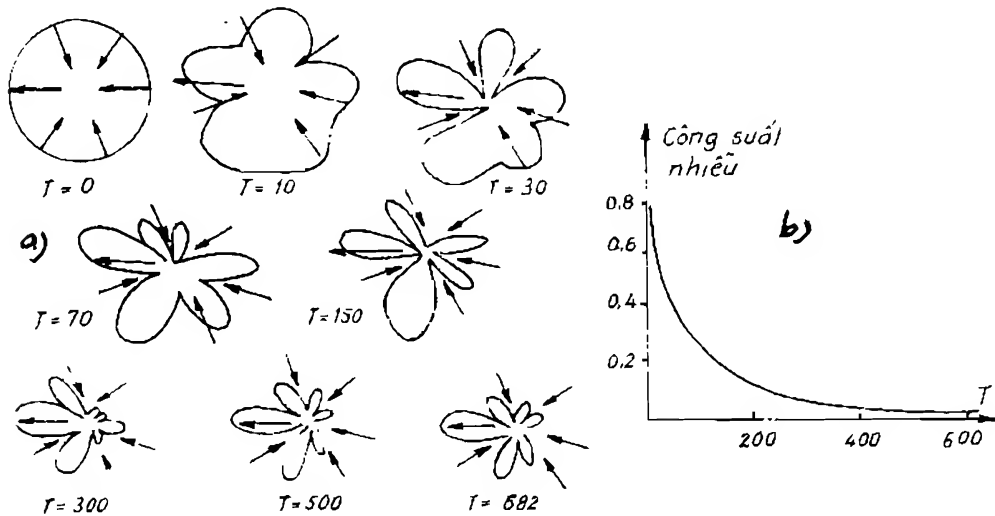 T = 0
T = 10
T = 30
a)
T = 70
T = 150
T = 300
T = 500
T = 682
Công suất
nhiễu
b)
0,8
0.6
0,4
0.2
T
200
400
600